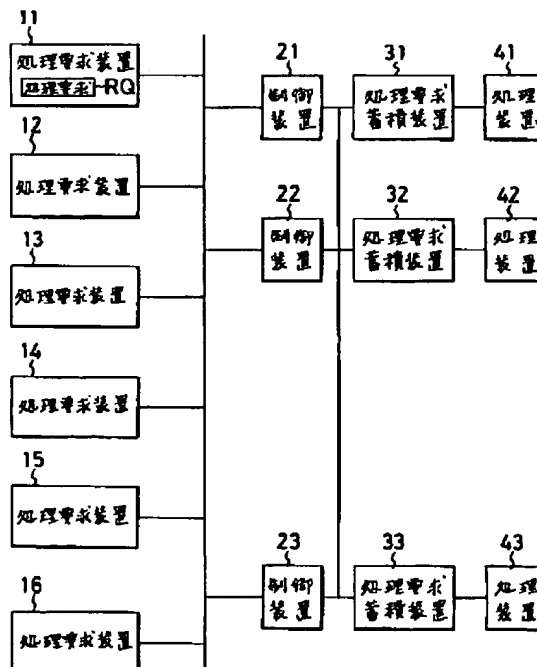 11
処理要求装置
処理要求 RQ
12
処理要求装置
13
処理要求装置
14
処理要求装置
15
処理要求装置
16
処理要求装置
21
制御
装置
31
処理要求
蓄積装置
41
処理
装置
22
制御
装置
32
処理要求
蓄積装置
42
処理
装置
23
制御
装置
33
処理要求
蓄積装置
43
処理
装置